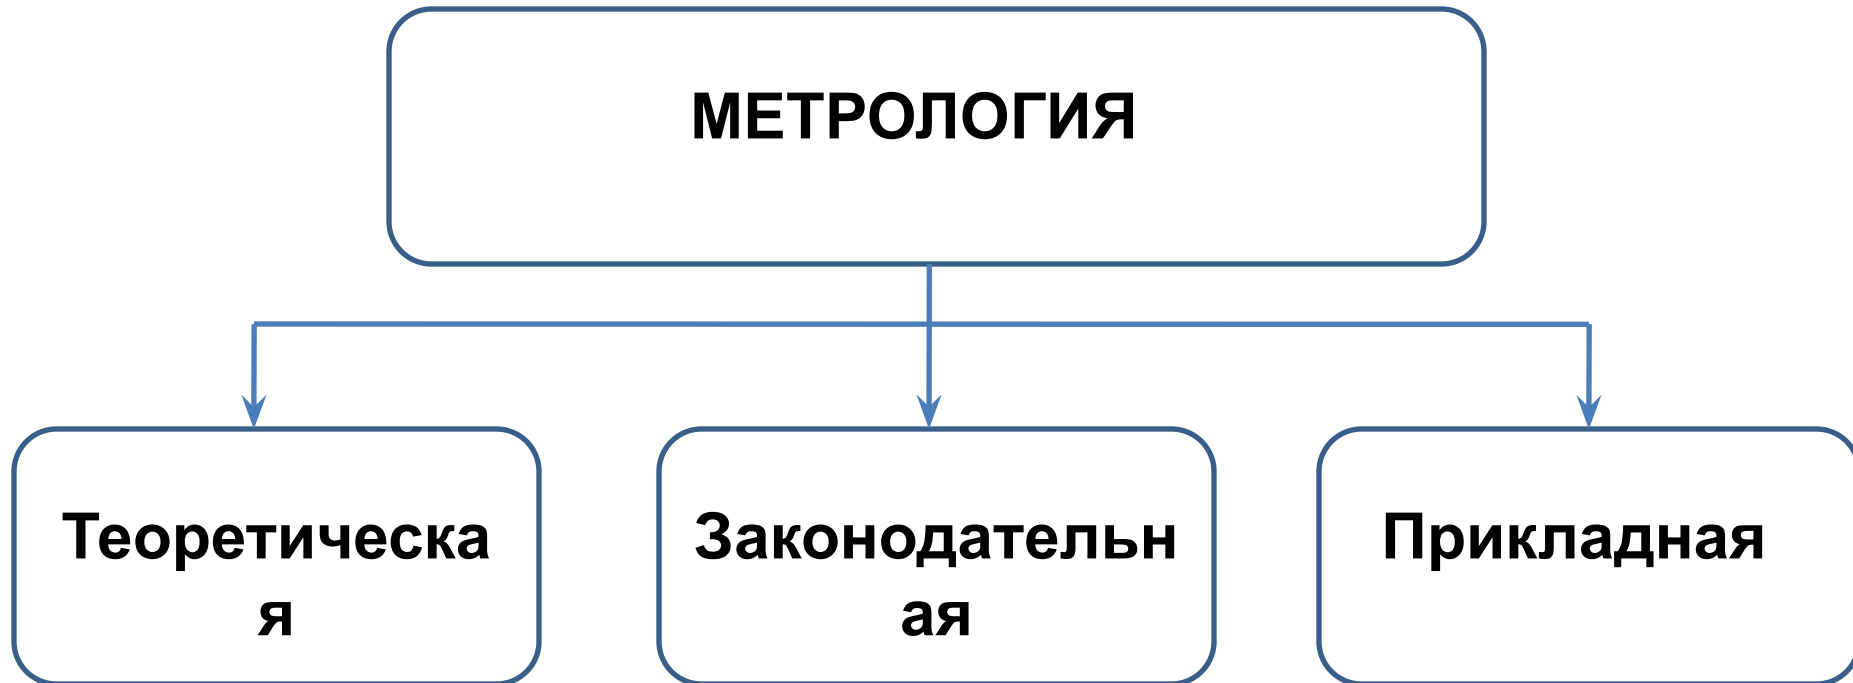 МЕТРОЛОГИЯ
Теоретическа
я
Законодательн
ая
Прикладная